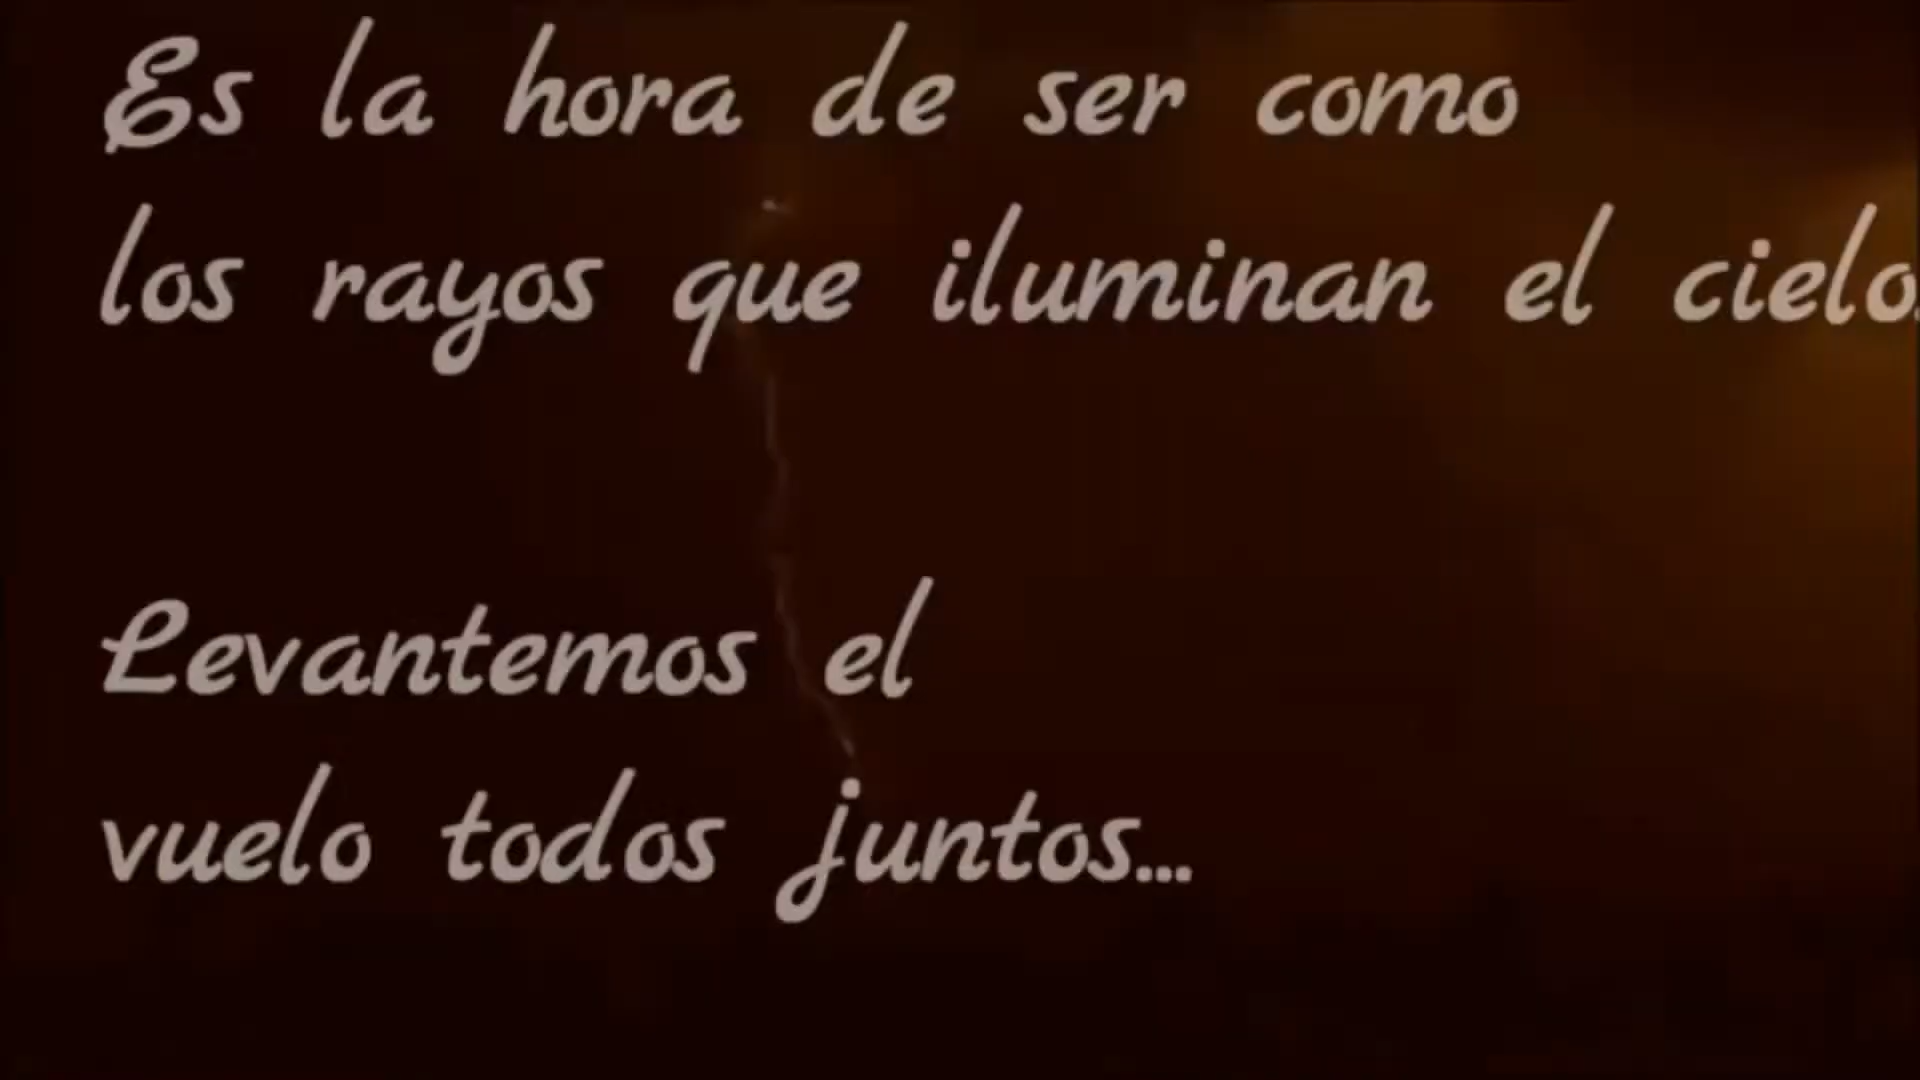 Es la hora de ser como
los rayos que iluminan el cielo.
Levantemos el
vuelo todos juntos...